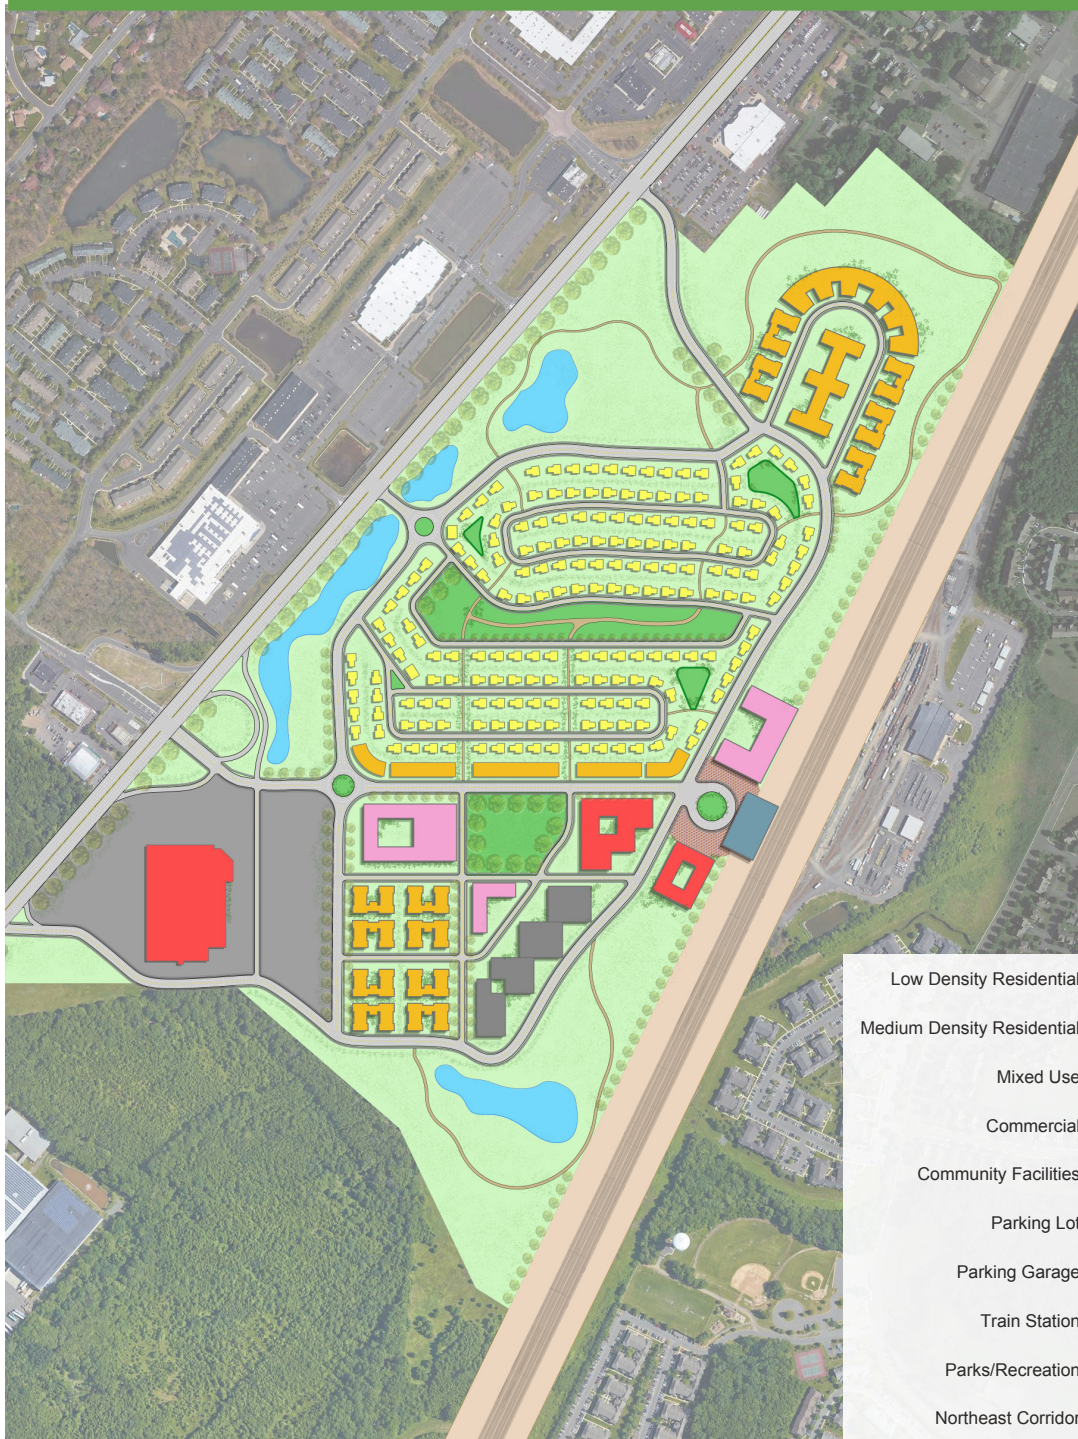 Low Density Residential
Medium Density Residential
Mixed Use
Commercial
Community Facilities
Parking Lot
Parking Garage
Train Station
Parks/Recreation
Northeast Corridor